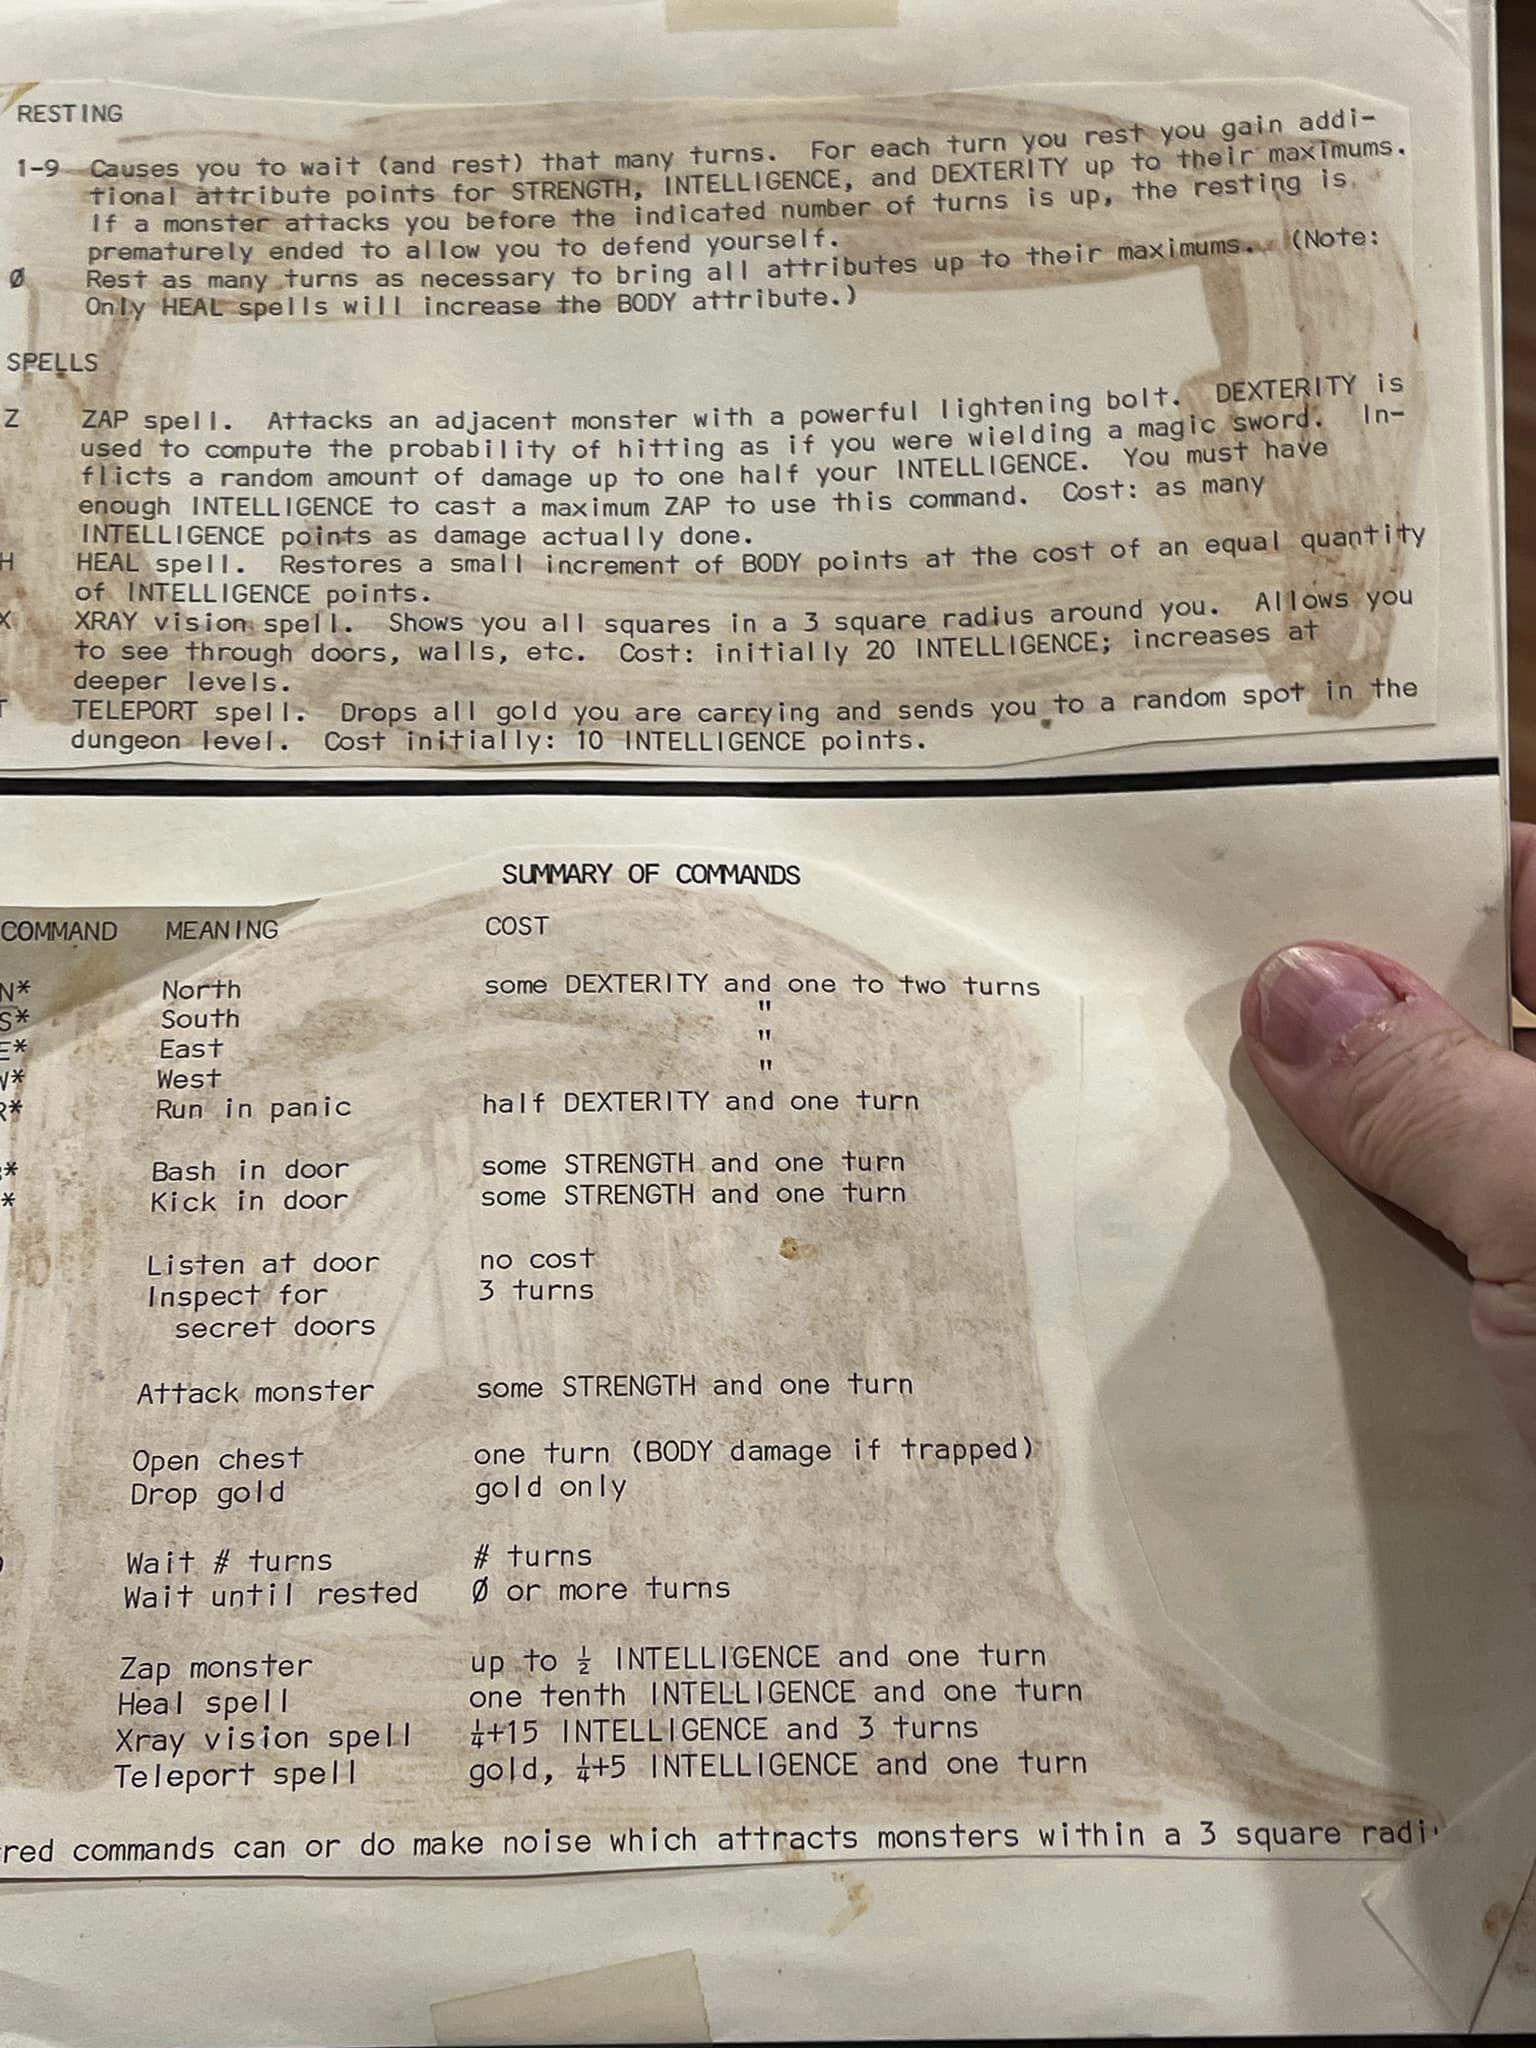 RESTING
1-9 Causes you to wait (and rest) that many turns. For each turn you rest you gain addi-
tional attribute points for STRENGTH, INTELLIGENCE, and DEXTERITY up to their maximums.
If a monster attacks you before the indicated number of turns is up, the resting is
prematurely ended to allow you to defend yourself.
Ø Rest as many turns as necessary to bring all attributes up to their maximums. (Note:
Only HEAL spells will increase the BODY attribute.)
SPELLS
Z ZAP spell. Attacks an adjacent monster with a powerful lightening bolt. DEXTERITY is
used to compute the probability of hitting as if you were wielding a magic sword. In-
flicts a random amount of damage up to one half your INTELLIGENCE. You must have
enough INTELLIGENCE to cast a maximum ZAP to use this command. Cost: as many
INTELLIGENCE points as damage actually done.
H HEAL spell. Restores a small increment of BODY points at the cost of an equal quantity
of INTELLIGENCE points.
X XRAY vision spell. Shows you all squares in a 3 square radius around you. Allows you
to see through doors, walls, etc. Cost: initially 20 INTELLIGENCE; increases at
deeper levels.
T TELEPORT spell. Drops all gold you are carrying and sends you to a random spot in the
dungeon level. Cost initially: 10 INTELLIGENCE points.
SUMMARY OF COMMANDS
COMMAND MEANING COST
N* North some DEXTERITY and one to two turns
S* South "
E* East "
W* West "
R* Run in panic half DEXTERITY and one turn
* Bash in door some STRENGTH and one turn
* Kick in door some STRENGTH and one turn
Listen at door no cost
Inspect for 3 turns
secret doors
Attack monster some STRENGTH and one turn
Open chest one turn (BODY damage if trapped)
Drop gold gold only
Wait # turns # turns
Wait until rested Ø or more turns
Zap monster up to ½ INTELLIGENCE and one turn
Heal spell one tenth INTELLIGENCE and one turn
Xray vision spell ¼+15 INTELLIGENCE and 3 turns
Teleport spell gold, ¼+5 INTELLIGENCE and one turn
red commands can or do make noise which attracts monsters within a 3 square radi